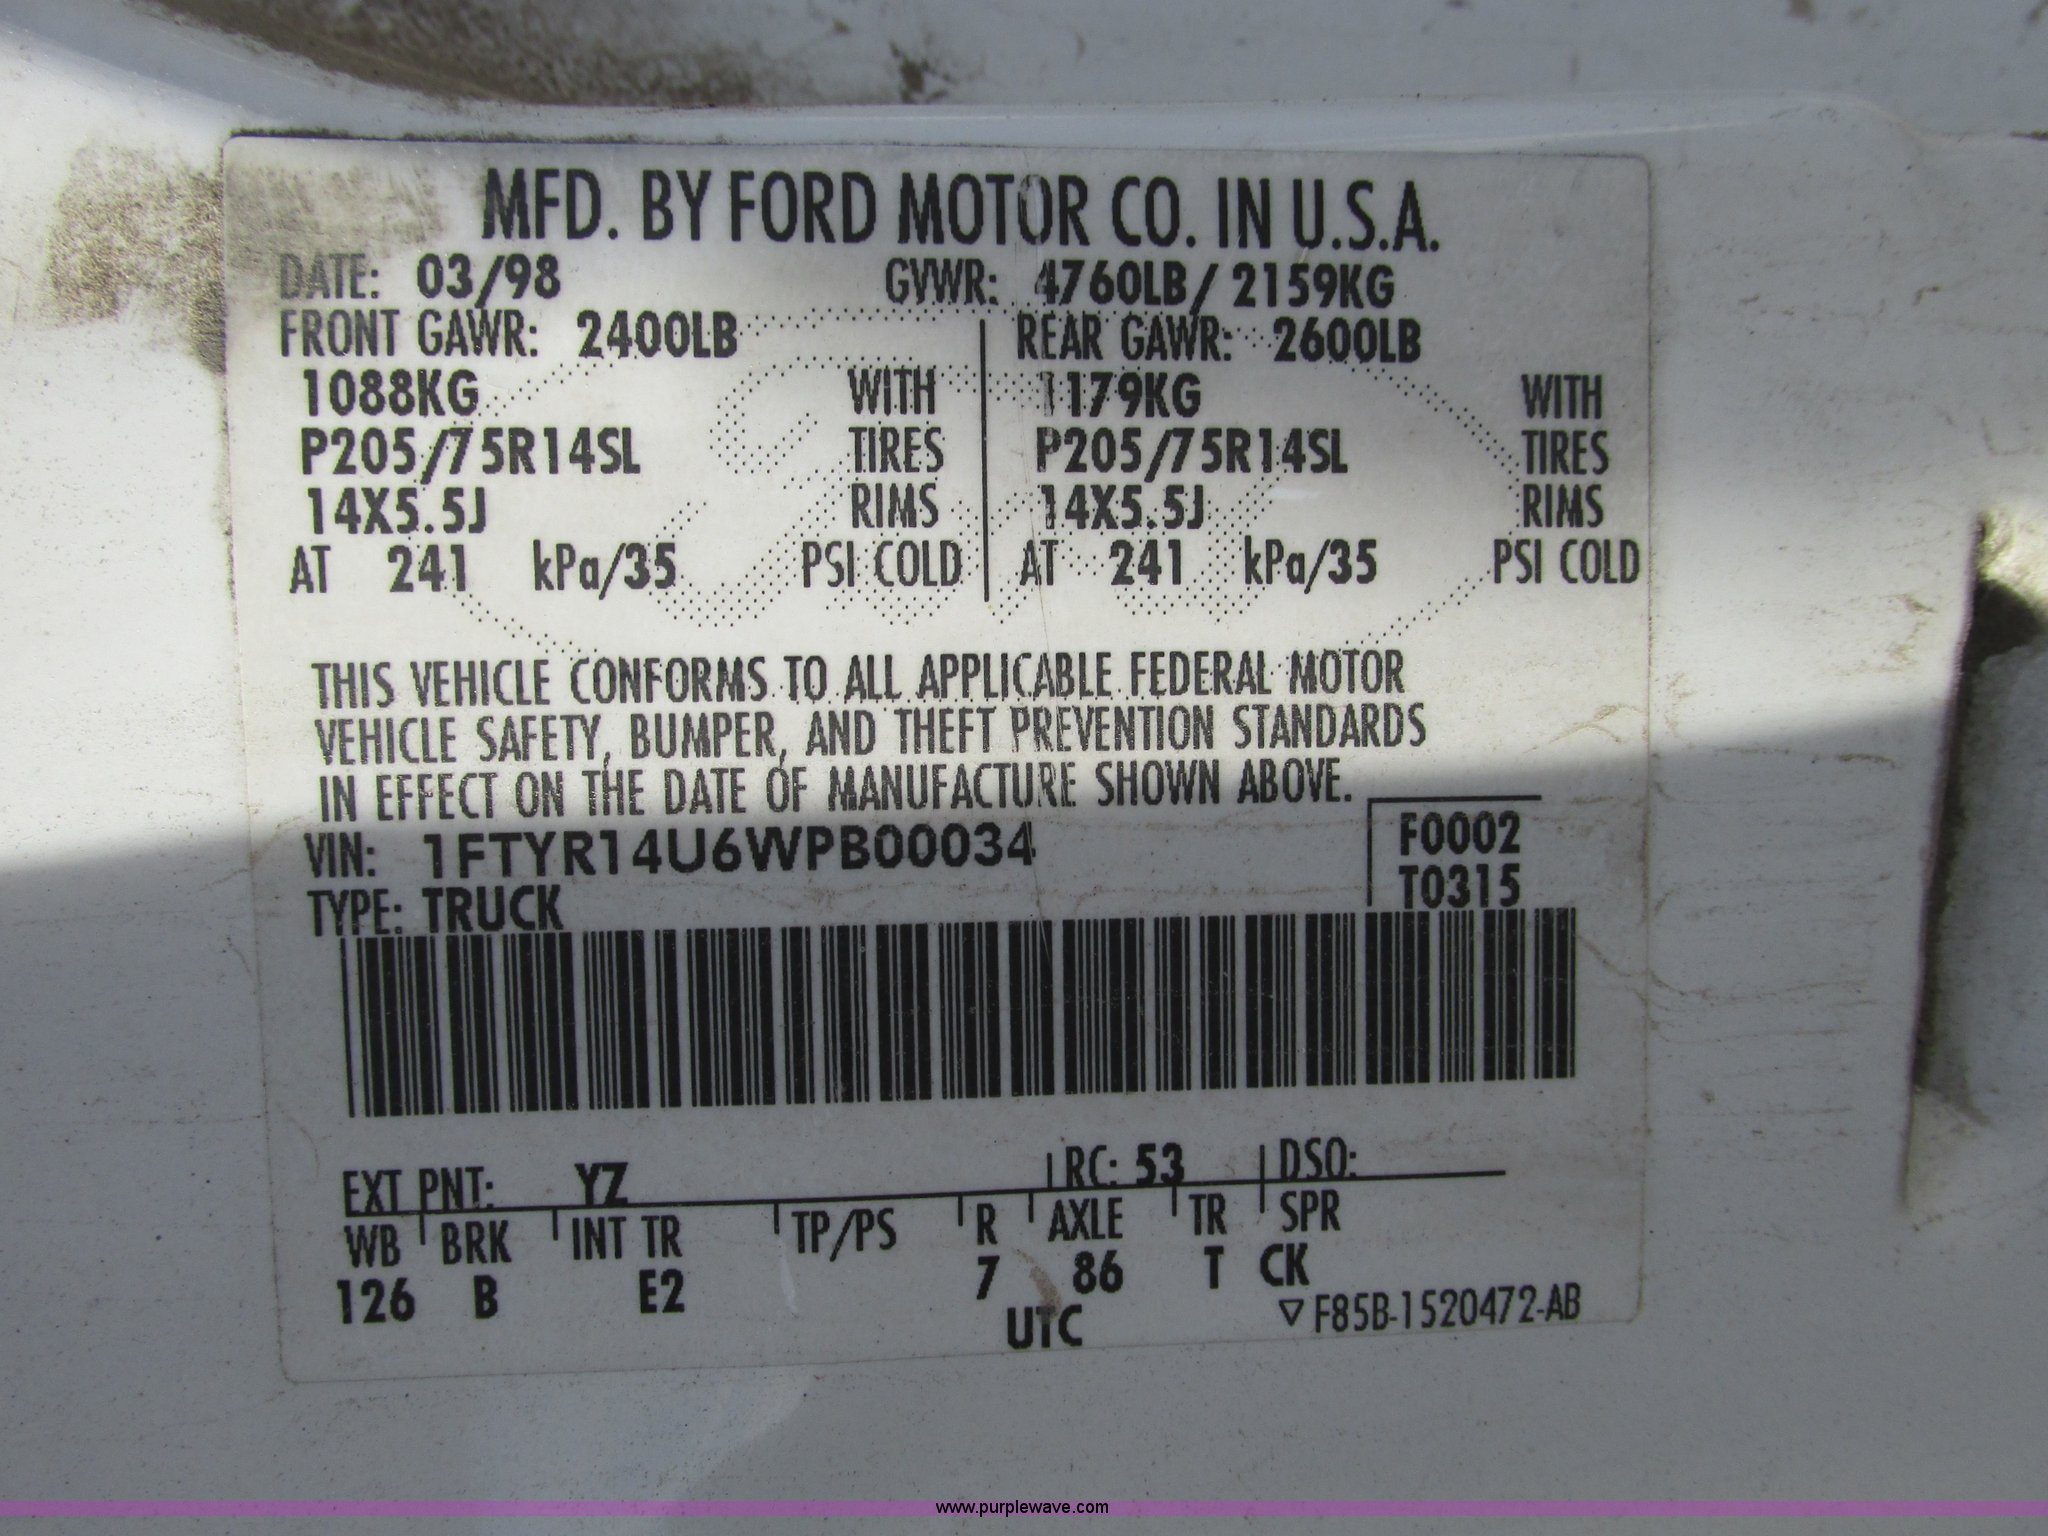 MFD. BY FORD MOTOR CO. IN U.S.A.
DATE: 03/98 GVWR: 4760LB/2159KG
FRONT GAWR: 2400LB REAR GAWR: 2600LB
1088KG WITH 1179KG WITH
P205/75R14SL TIRES P205/75R14SL TIRES
14X5.5J RIMS 14X5.5J RIMS
AT 241 kPa/35 PSI COLD AT 241 kPa/35 PSI COLD
THIS VEHICLE CONFORMS TO ALL APPLICABLE FEDERAL MOTOR
VEHICLE SAFETY, BUMPER, AND THEFT PREVENTION STANDARDS
IN EFFECT ON THE DATE OF MANUFACTURE SHOWN ABOVE.
VIN: 1FTYR14U6WPB00034 F0002
TYPE: TRUCK T0315
EXT PNT: YZ RC: 53 DSO:
WB BRK INT TR TP/PS R AXLE TR SPR
126 B E2 7 86 T CK
UTC ▽F85B-1520472-AB
www.purplewave.com